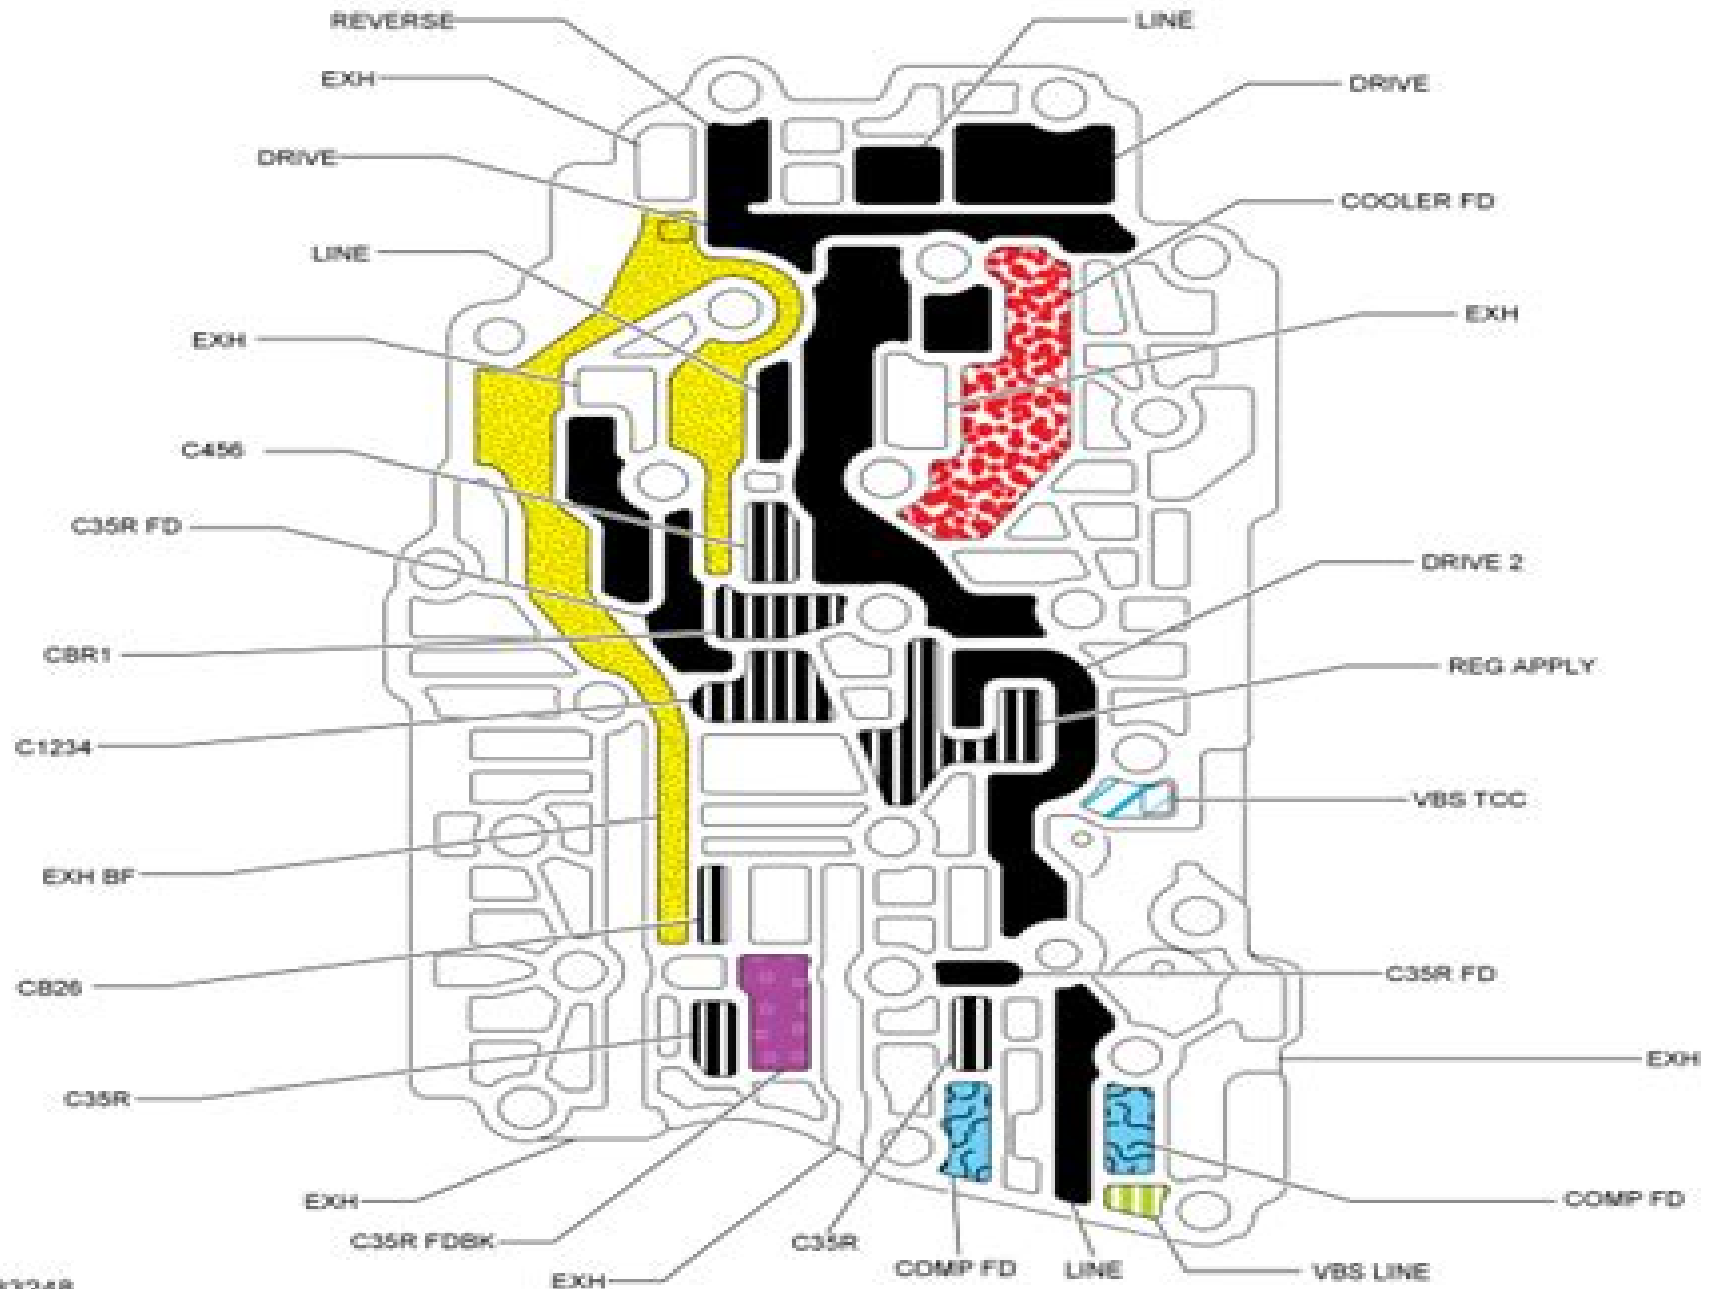 REVERSE
LINE
EXH
DRIVE
DRIVE
COOLER FD
LINE
EXH
EXH
C456
C35R FD
DRIVE 2
CBR1
REG APPLY
C1234
VBS TCC
EXH BF
CB26
C35R FD
EXH
C35R
EXH
COMP FD
C35R FDBK
C35R
EXH
COMP FD
LINE
VBS LINE